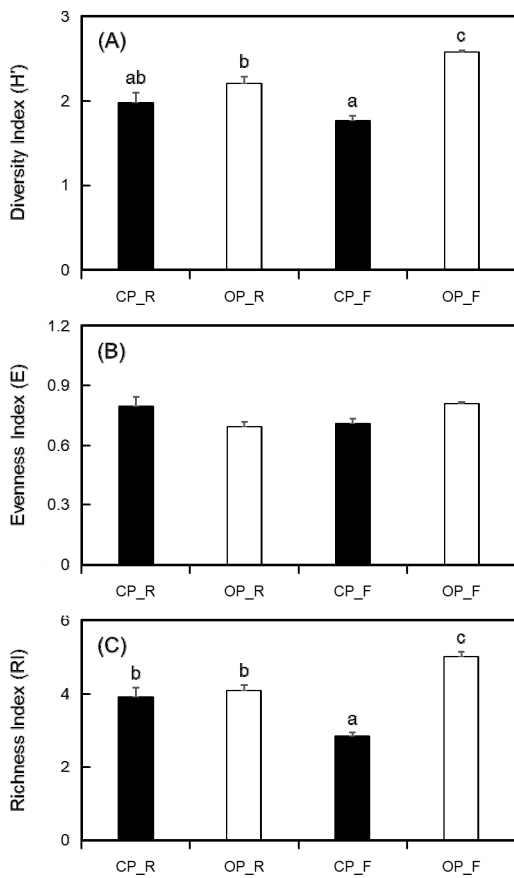 Diversity Index (H')
(A)
3
2
1
0
ab
b
a
c
CP_R OP_R CP_F OP_F
Evenness Index (E)
(B)
1.2
0.9
0.6
0.3
0
CP_R OP_R CP_F OP_F
Richness Index (RI)
(C)
6
4
2
0
b
b
a
c
CP_R OP_R CP_F OP_F